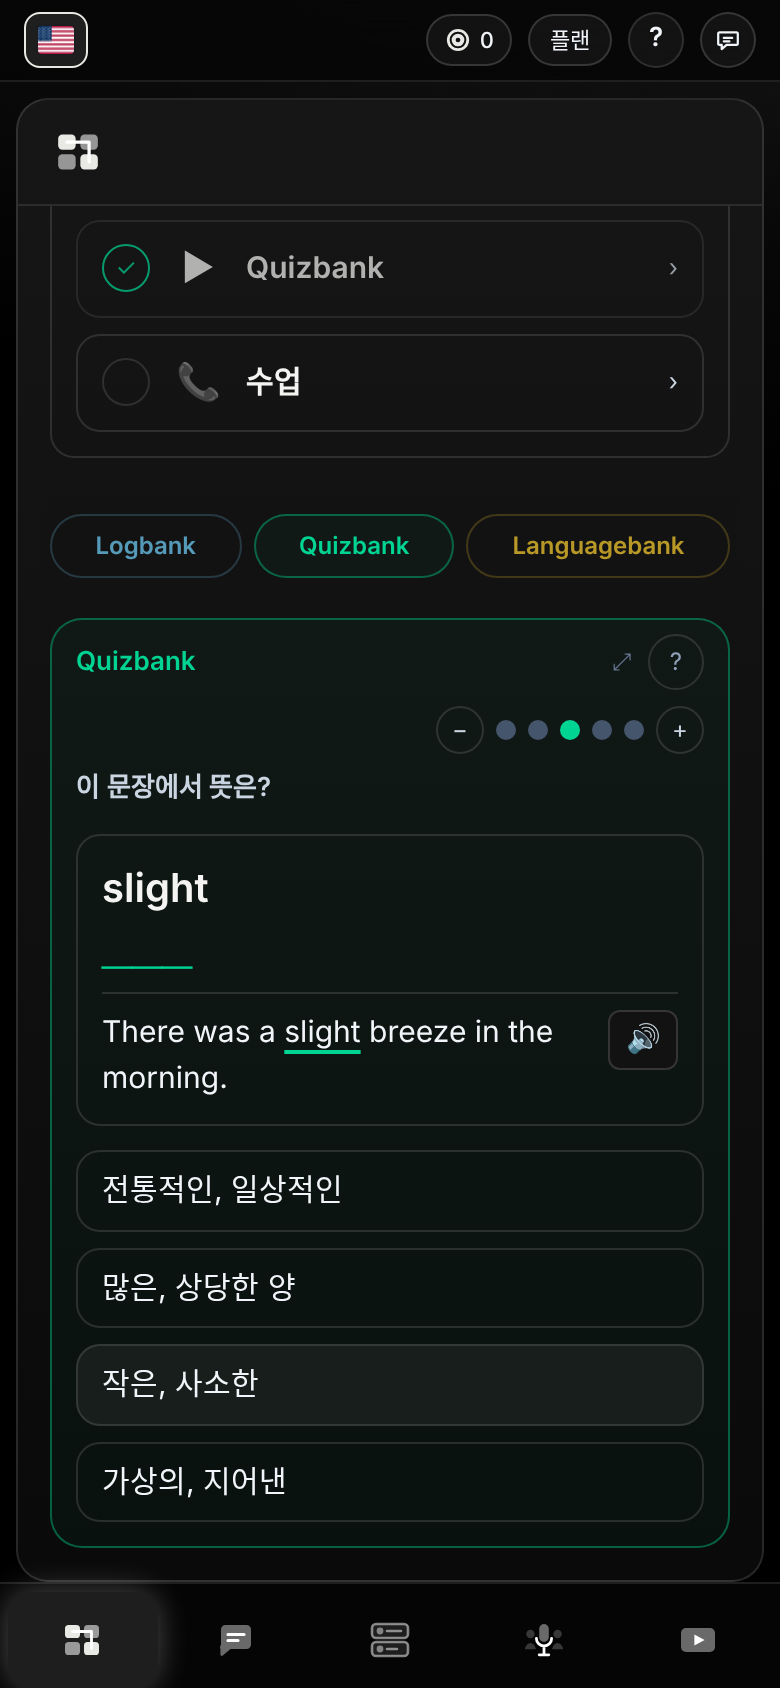 0
플랜
?
Quizbank
›
수업
›
Logbank
Quizbank
Languagebank
Quizbank
?
−
+
이 문장에서 뜻은?
slight
There was a slight breeze in the
morning.
전통적인, 일상적인
많은, 상당한 양
작은, 사소한
가상의, 지어낸